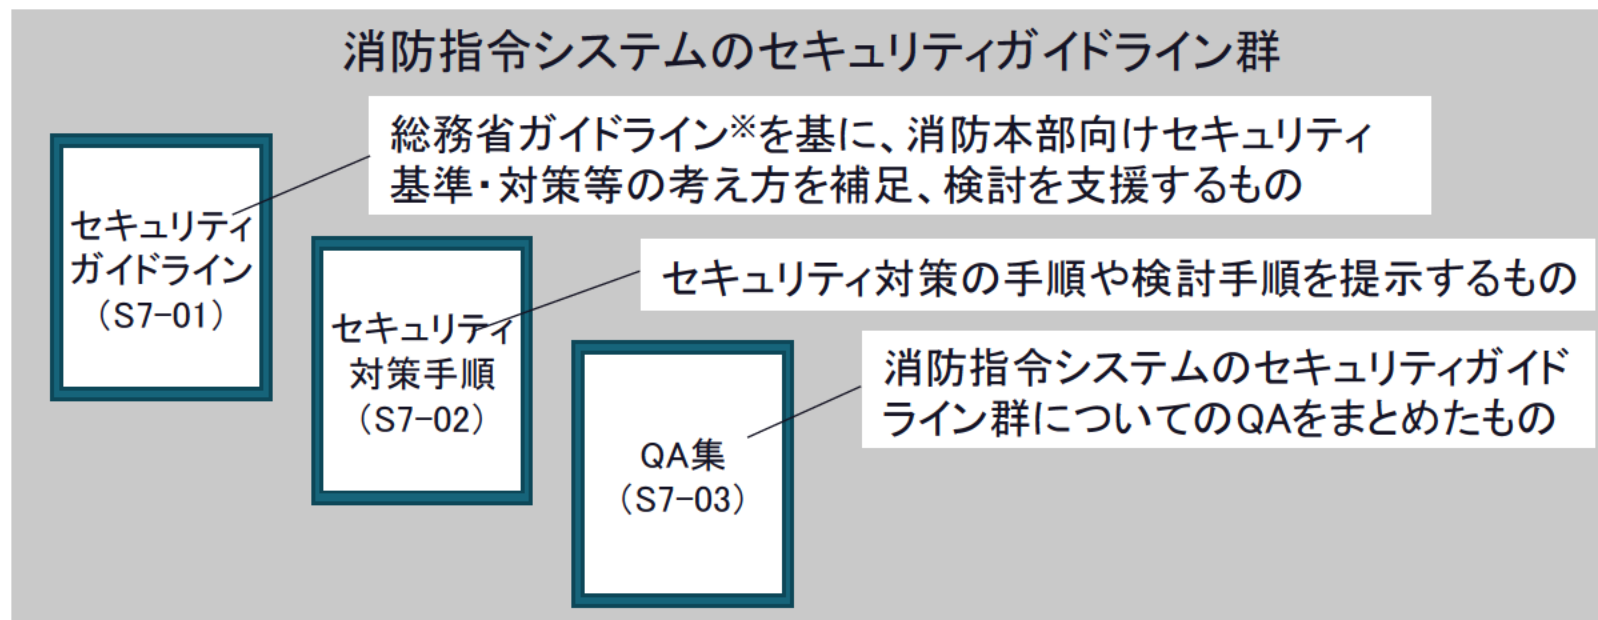 消防指令システムのセキュリティガイドライン群
総務省ガイドライン※を基に、消防本部向けセキュリティ
基準・対策等の考え方を補足、検討を支援するもの
セキュリティ
ガイドライン
（S7-01）
セキュリティ対策の手順や検討手順を提示するもの
セキュリティ
対策手順
（S7-02）
消防指令システムのセキュリティガイド
ライン群についてのQAをまとめたもの
QA集
（S7-03）